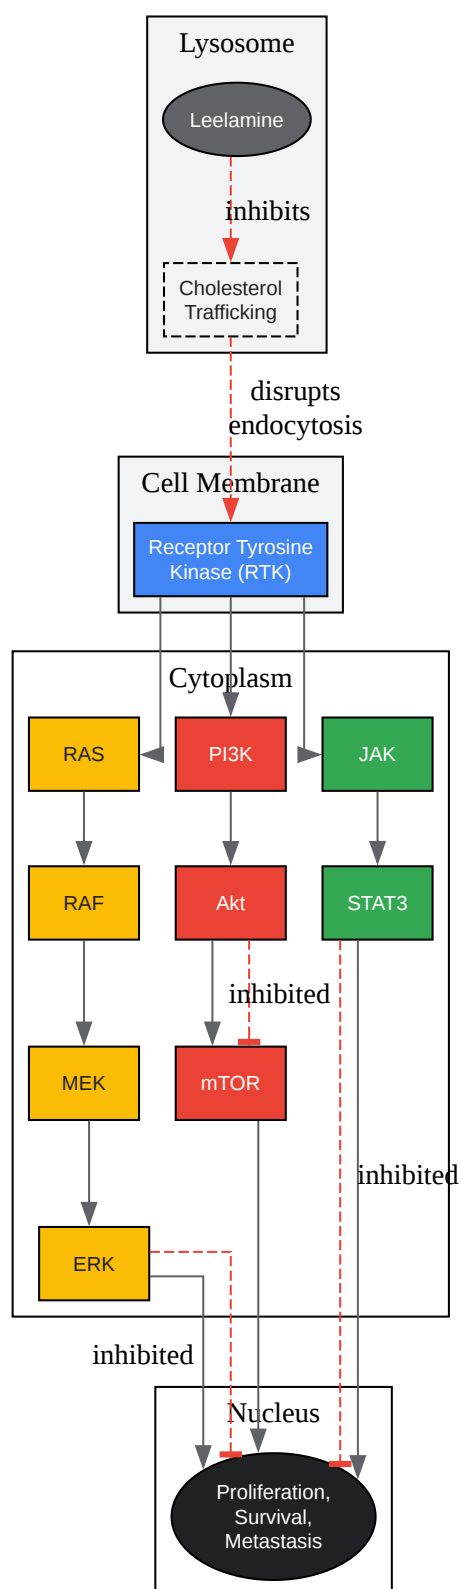 Lysosome
Leelamine
inhibits
Cholesterol
Trafficking
disrupts
endocytosis
Cell Membrane
Receptor Tyrosine
Kinase (RTK)
Cytoplasm
RAS
PI3K
JAK
RAF
Akt
STAT3
inhibited
MEK
mTOR
inhibited
ERK
inhibited
Nucleus
Proliferation,
Survival,
Metastasis